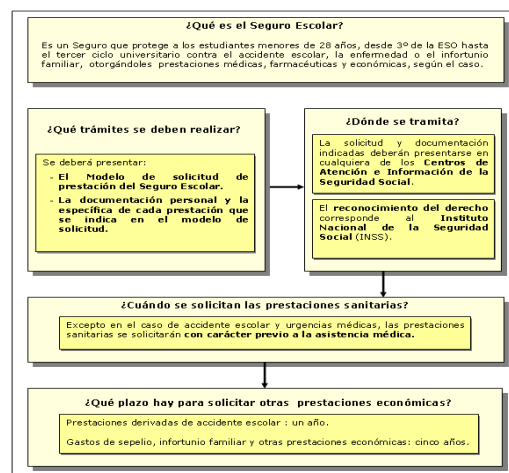 ¿Qué es el Seguro Escolar?
Es un Seguro que protege a los estudiantes menores de 28 años, desde 3º de la ESO hasta
el tercer ciclo universitario contra el accidente escolar, la enfermedad o el infortunio
familiar, otorgándoles prestaciones médicas, farmacéuticas y económicas, según el caso.
¿Qué trámites se deben realizar?
Se deberá presentar:
- El Modelo de solicitud de
prestación del Seguro Escolar.
- La documentación personal y la
específica de cada prestación que
se indica en el modelo de
solicitud.
¿Dónde se tramita?
La solicitud y documentación
indicadas deberán presentarse en
cualquiera de los Centros de
Atención e Información de la
Seguridad Social.
El reconocimiento del derecho
corresponde al Instituto
Nacional de la Seguridad
Social (INSS).
¿Cuándo se solicitan las prestaciones sanitarias?
Excepto en el caso de accidente escolar y urgencias médicas, las prestaciones
sanitarias se solicitarán con carácter previo a la asistencia médica.
¿Qué plazo hay para solicitar otras prestaciones económicas?
Prestaciones derivadas de accidente escolar : un año.
Gastos de sepelio, infortunio familiar y otras prestaciones económicas: cinco años.